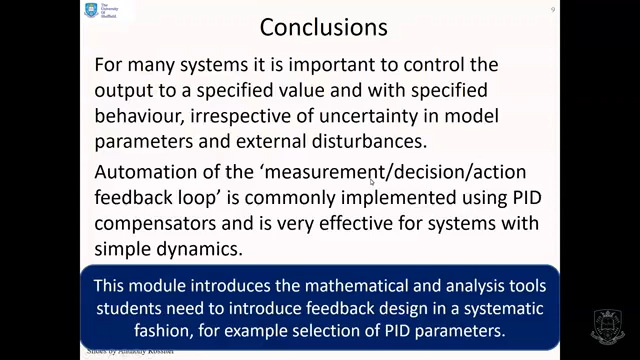 The
University
Of
Sheffield.
9
Conclusions
For many systems it is important to control the
output to a specified value and with specified
behaviour, irrespective of uncertainty in model
parameters and external disturbances.
Automation of the ‘measurement/decision/action
feedback loop’ is commonly implemented using PID
compensators and is very effective for systems with
simple dynamics.
This module introduces the mathematical and analysis tools
students need to introduce feedback design in a systematic
fashion, for example selection of PID parameters.
Slides by Anthony Rossiter